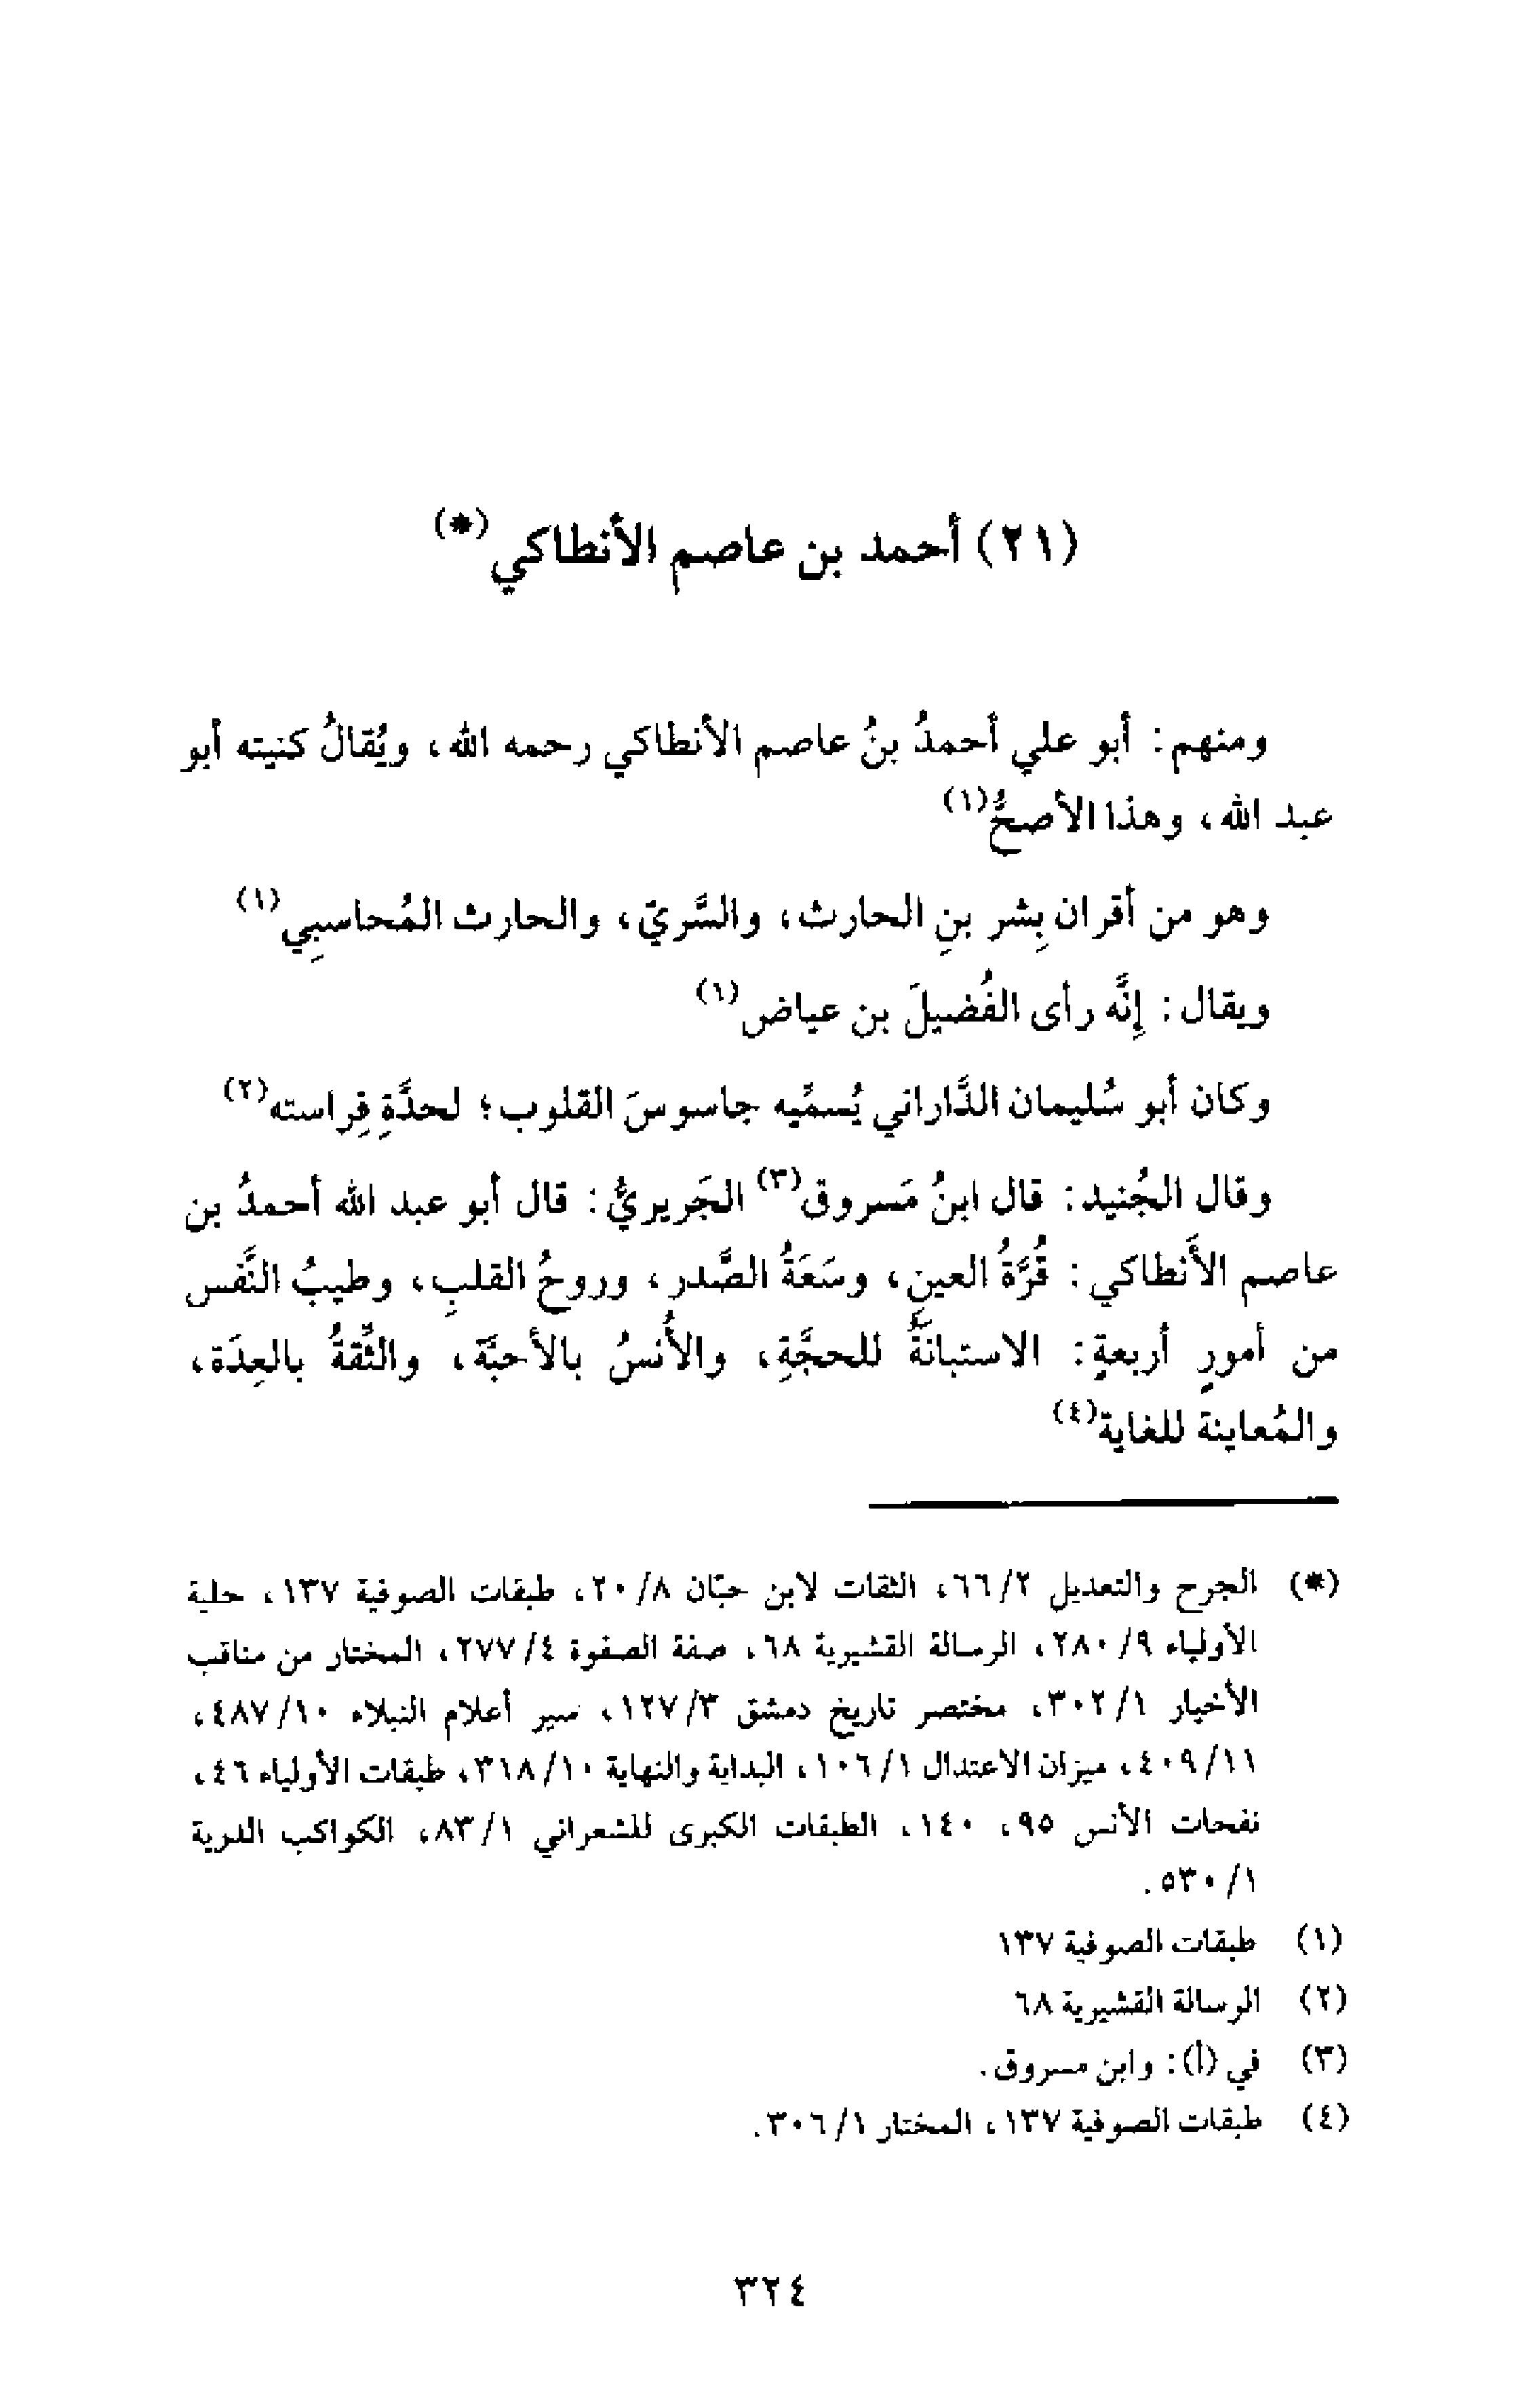 (٢١) أحمد بن عاصم الأنطاكي(*)
ومنهم: أبو علي أحمدُ بنُ عاصم الأنطاكي رحمه الله، ويُقالُ كنيته أبو
عبد الله، وهذا الأصحُّ(١)
وهو من أقران بِشر بنِ الحارث، والسَّريّ، والحارث المُحاسبِي(١)
ويقال: إنَّه رأى الفُضيلَ بن عياض(١)
وكان أبو سُليمان الدَّاراني يُسمِّيه جاسوسَ القلوب؛ لحدَّةِ فِراسته(٢)
وقال الجُنيد: قال ابنُ مَسروق(٣) الجَريريُّ: قال أبو عبد الله أحمدُ بن
عاصم الأَنطاكي: قُرَّةُ العينِ، وسَعَةُ الصَّدر، وروحُ القلبِ، وطيبُ النَّفس
من أمورٍ أربعةٍ: الاستبانَةُ للحجَّةِ، والأُنسُ بالأحبَّة، والثِّقةُ بالعِدَة،
والمُعاينة للغاية(٤)
(*) الجرح والتعديل ٦٦/٢، الثقات لابن حبّان ٢٠/٨، طبقات الصوفية ١٣٧، حلية
الأولياء ٢٨٠/٩، الرسالة القشيرية ٦٨، صفة الصفوة ٢٧٧/٤، المختار من مناقب
الأخيار ٣٠٢/١، مختصر تاريخ دمشق ١٢٧/٣، سير أعلام النبلاء ٤٨٧/١٠،
٤٠٩/١١، ميزان الاعتدال ١٠٦/١، البداية والنهاية ٣١٨/١٠، طبقات الأولياء ٤٦،
نفحات الأنس ٩٥، ١٤٠، الطبقات الكبرى للشعراني ٨٣/١، الكواكب الدرية
٥٣٠/١.
(١) طبقات الصوفية ١٣٧
(٢) الرسالة القشيرية ٦٨
(٣) في (أ): وابن مسروق.
(٤) طبقات الصوفية ١٣٧، المختار ٣٠٦/١.
٣٢٤